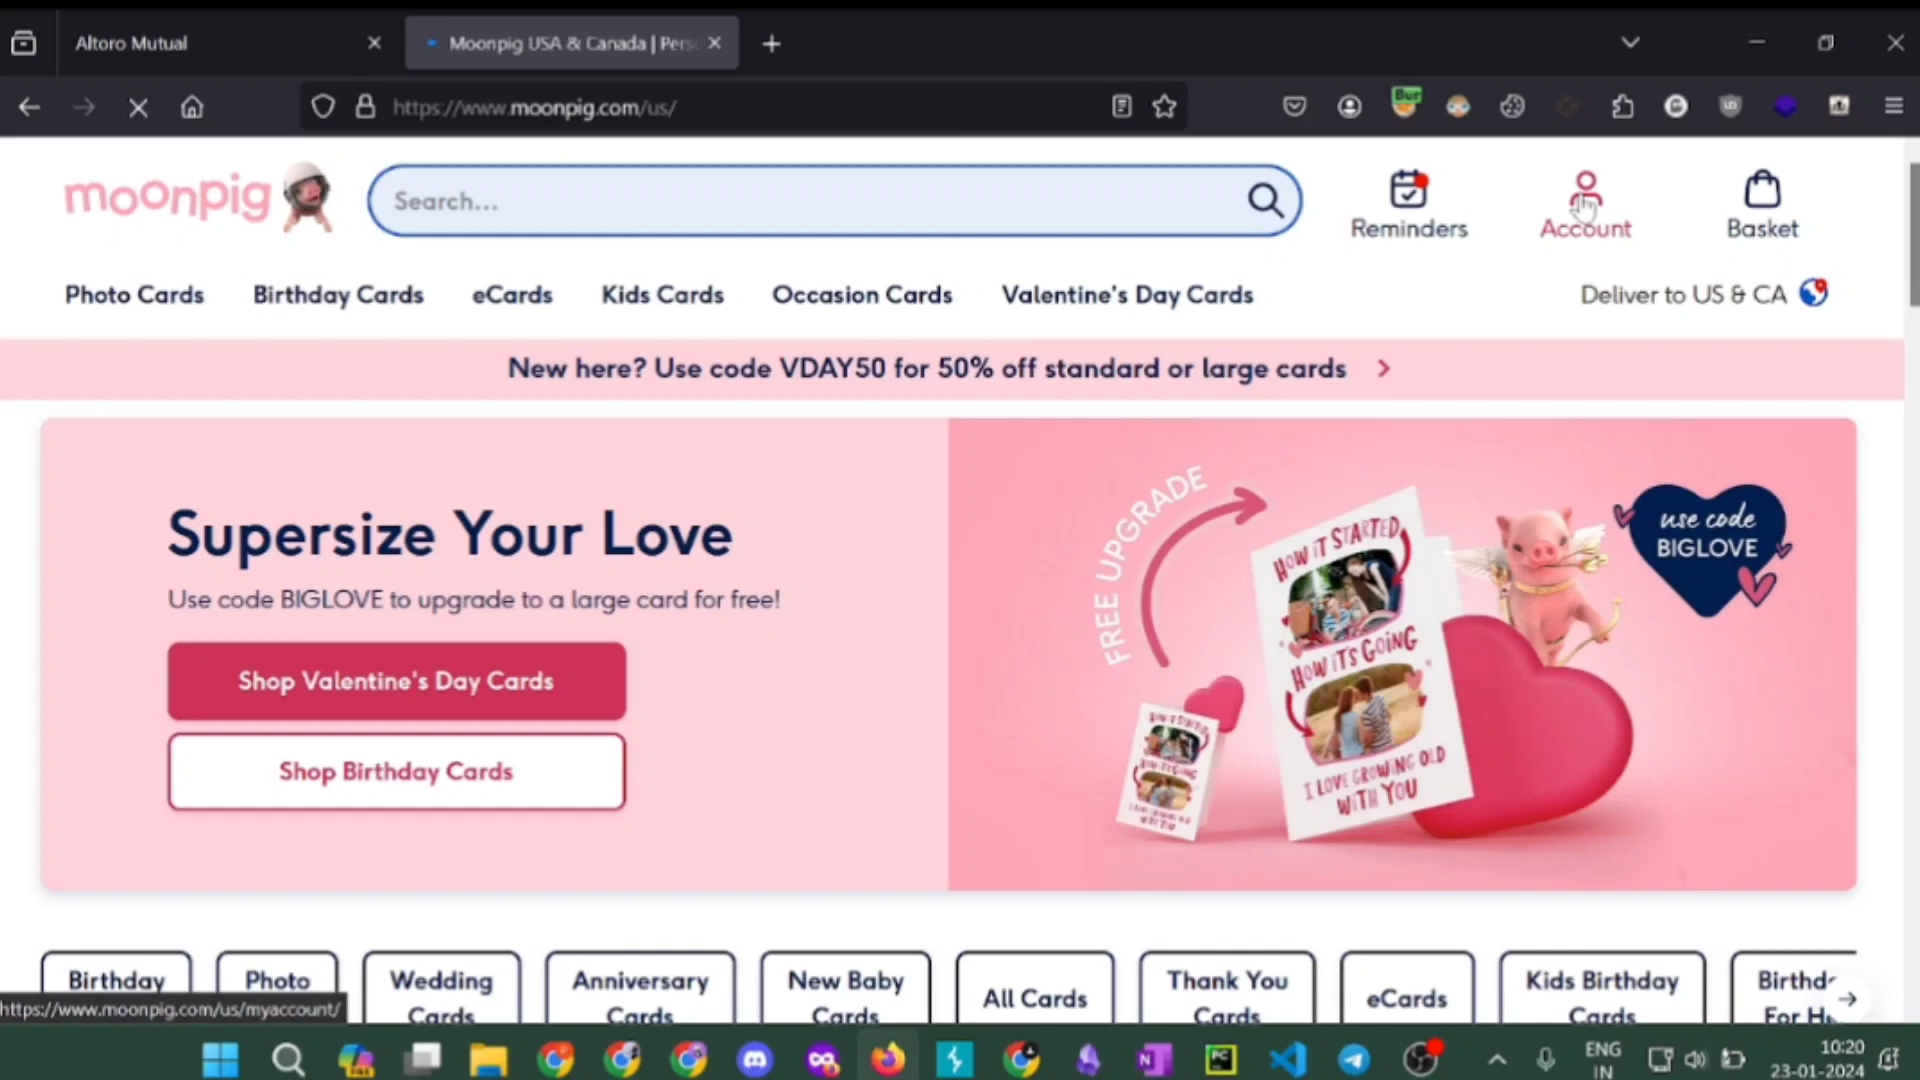 Altoro Mutual
Moonpig USA & Canada | Pers
https://www.moonpig.com/us/
Bur
moonpig
Search...
Reminders
Account
Basket
Photo Cards
Birthday Cards
eCards
Kids Cards
Occasion Cards
Valentine's Day Cards
Deliver to US & CA
New here? Use code VDAY50 for 50% off standard or large cards
Supersize Your Love
Use code BIGLOVE to upgrade to a large card for free!
Shop Valentine's Day Cards
Shop Birthday Cards
FREE UPGRADE
HOW IT STARTED
HOW IT'S GOING
I LOVE GROWING OLD
WITH YOU
use code
BIGLOVE
Birthday
Photo
Wedding
Cards
Anniversary
Cards
New Baby
Cards
All Cards
Thank You
Cards
eCards
Kids Birthday
Cards
Birthd
For H
https://www.moonpig.com/us/myaccount/
ENG
IN
10:20
23-01-2024